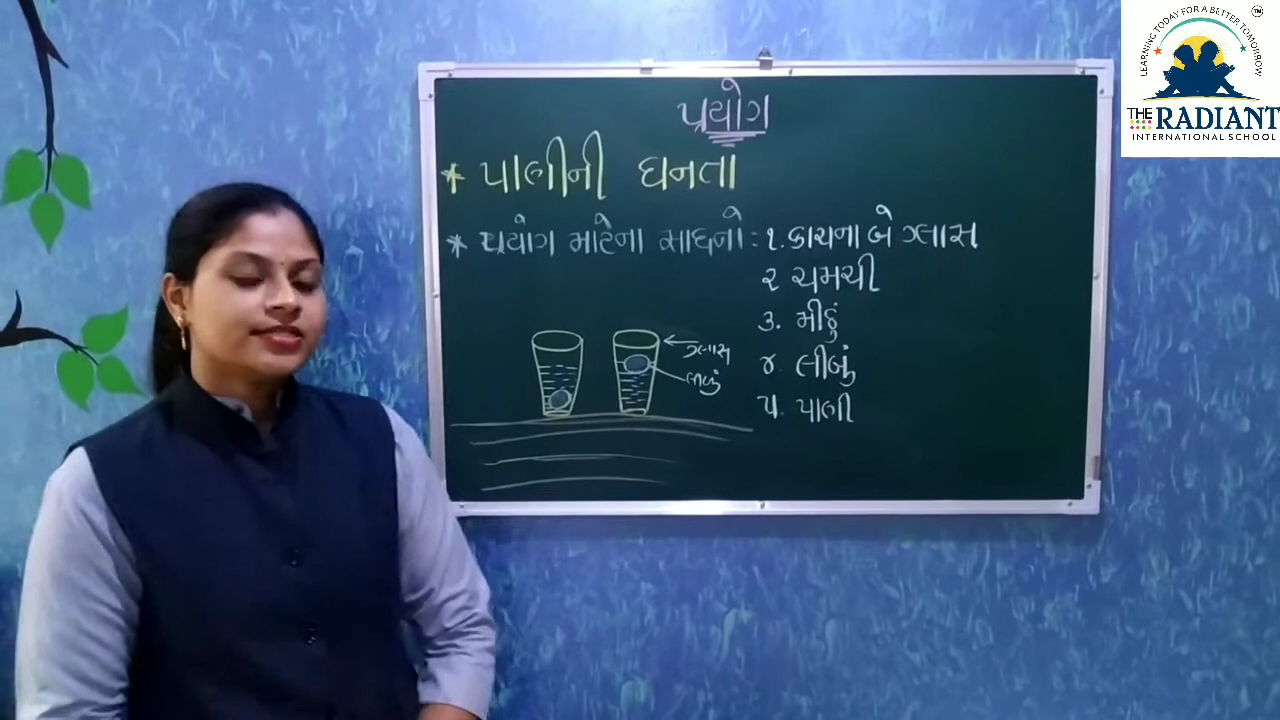 પ્રયોગ
* પાણીની ઘનતા
* પ્રયોગ માટેના સાધનો : ૧. કાચના બે ગ્લાસ
૨ ચમચી
૩. મીઠું
૪. લીંબું
૫. પાણી
ગ્લાસ
લીંબું
LEARNING TODAY FOR A BETTER TOMORROW
TM
THE RADIANT
INTERNATIONAL SCHOOL